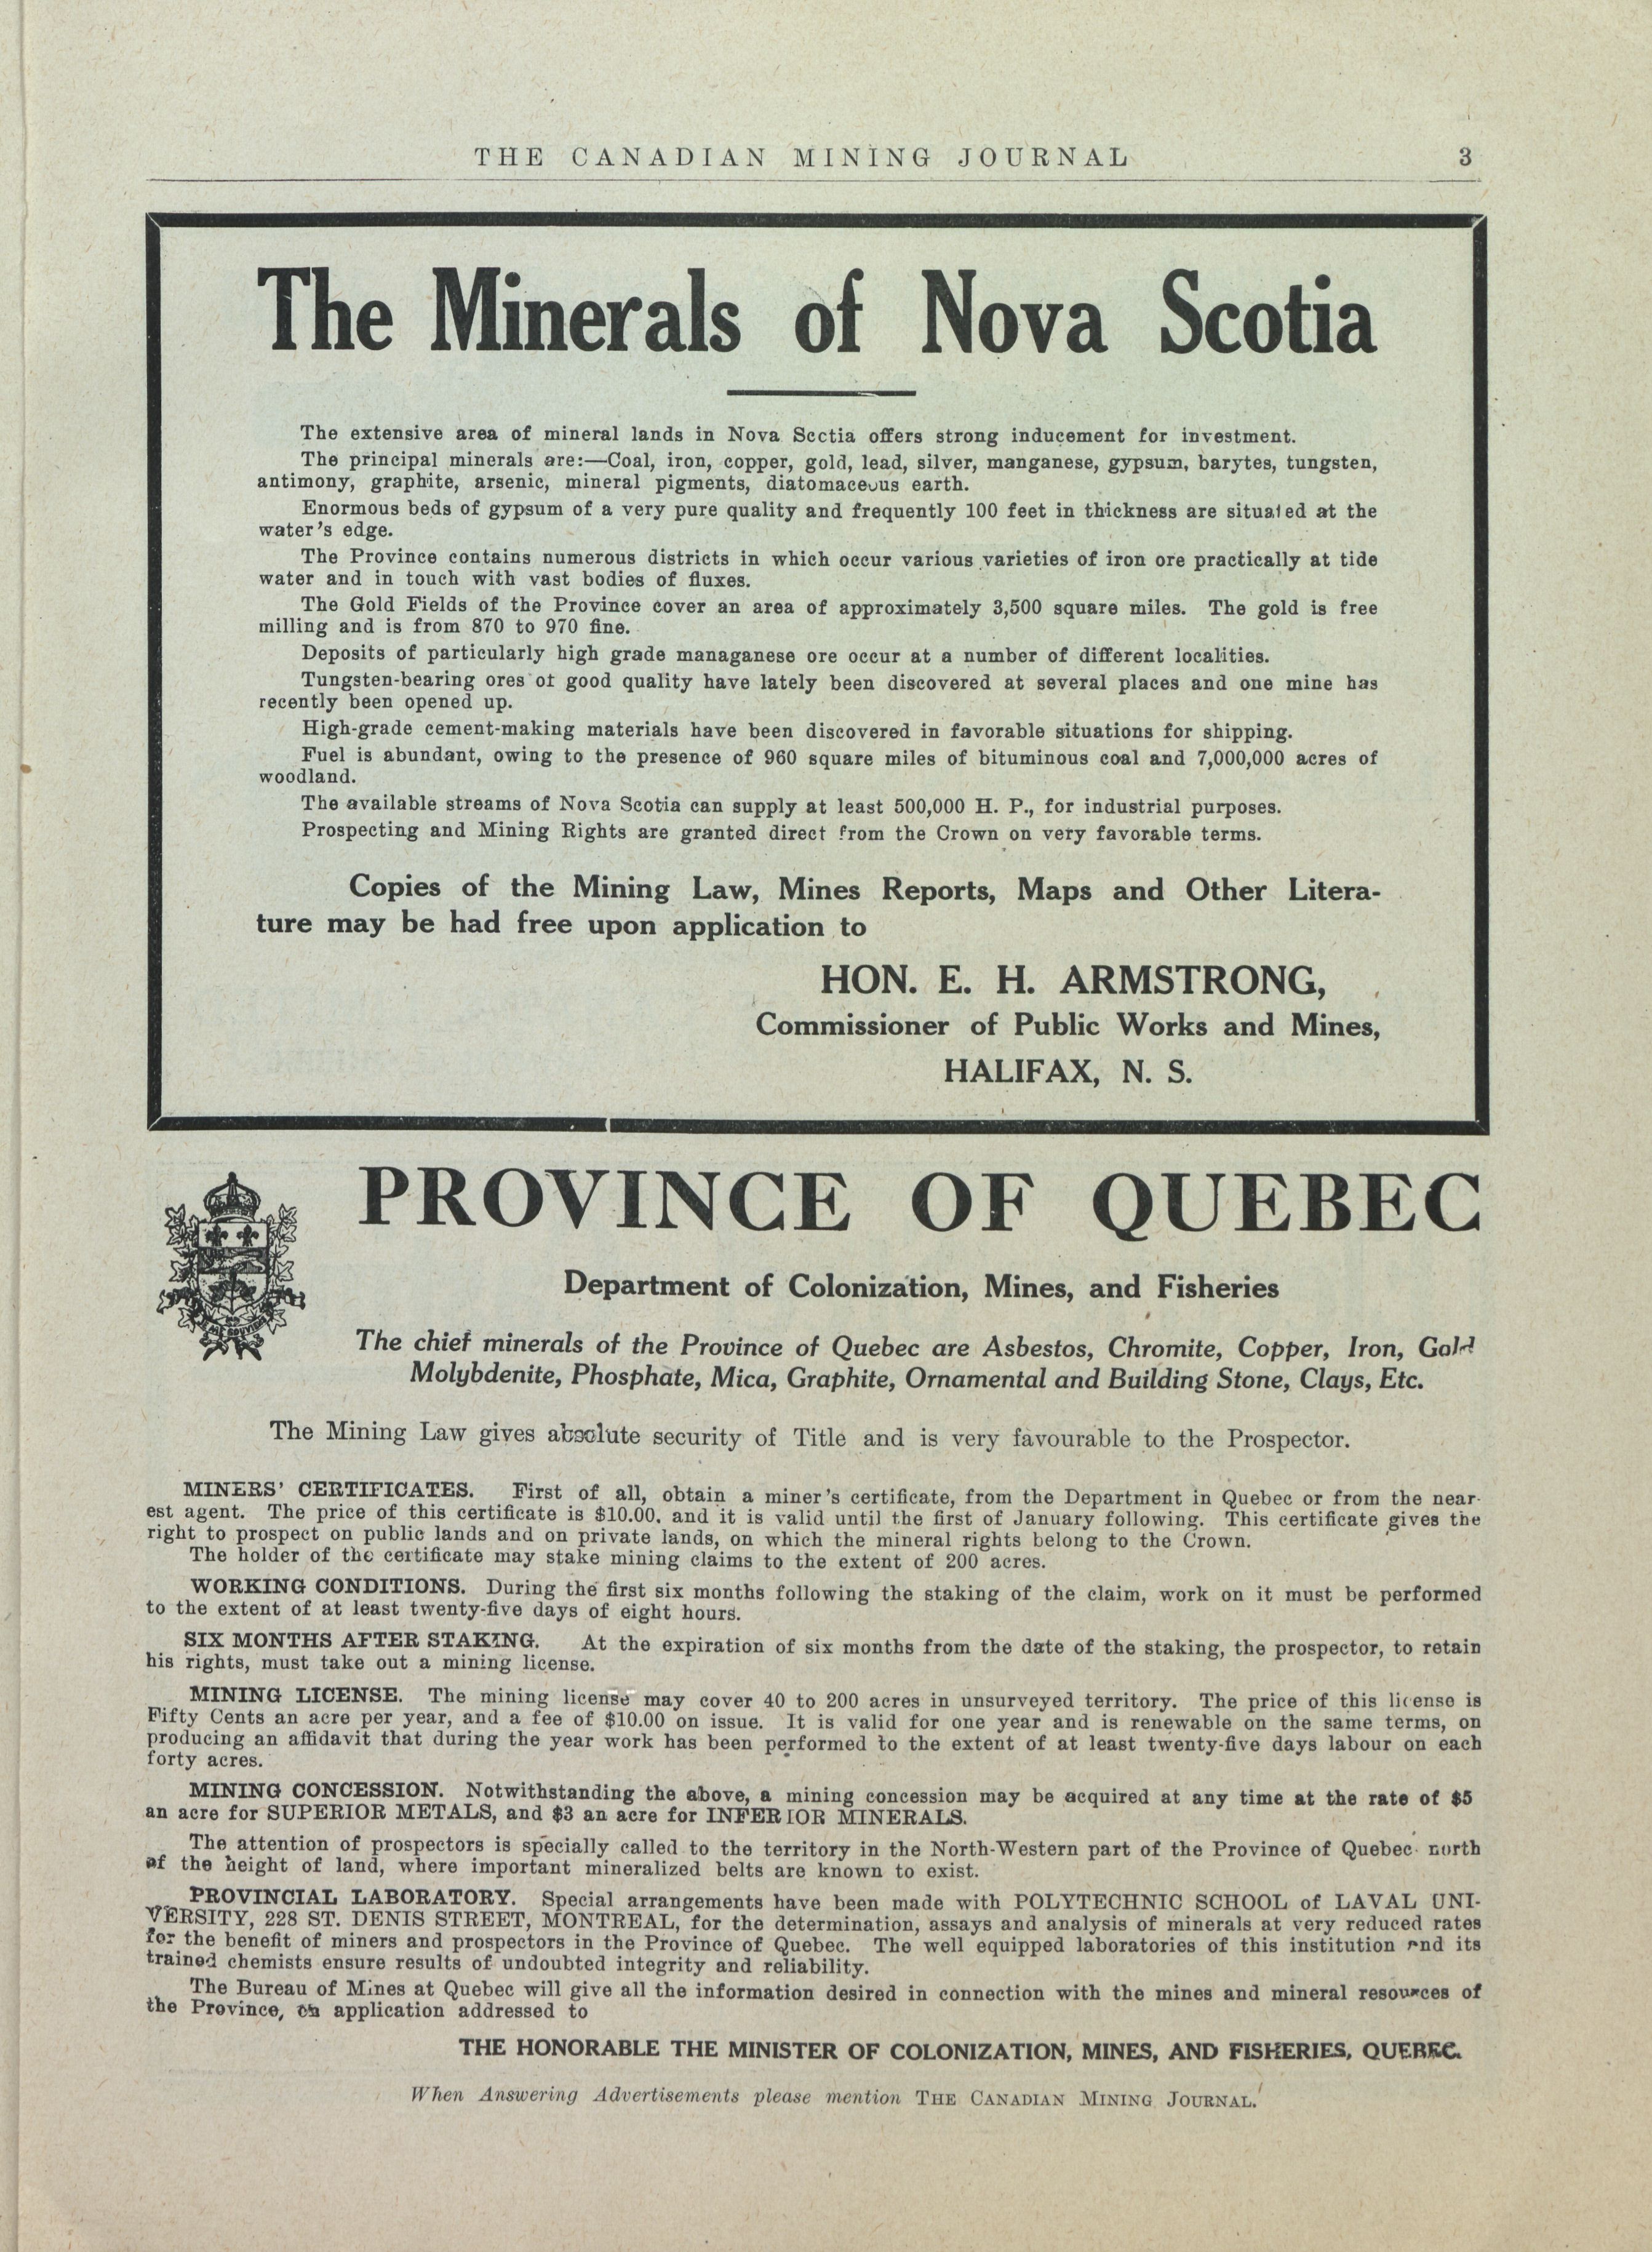 THE CANADIAN MINING JOURNAL 3
The Minerals of Nova Scotia
The extensive area of mineral lands in Nova Scctia offers strong inducement for investment.
The principal minerals are:—Coal, iron, copper, gold, lead, silver, manganese, gypsum, barytes, tungsten,
antimony, graphite, arsenic, mineral pigments, diatomaceous earth.
Enormous beds of gypsum of a very pure quality and frequently 100 feet in thickness are situated at the
water's edge.
The Province contains numerous districts in which occur various varieties of iron ore practically at tide
water and in touch with vast bodies of fluxes.
The Gold Fields of the Province cover an area of approximately 3,500 square miles. The gold is free
milling and is from 870 to 970 fine.
Deposits of particularly high grade managanese ore occur at a number of different localities.
Tungsten-bearing ores of good quality have lately been discovered at several places and one mine has
recently been opened up.
High-grade cement-making materials have been discovered in favorable situations for shipping.
Fuel is abundant, owing to the presence of 960 square miles of bituminous coal and 7,000,000 acres of
woodland.
The available streams of Nova Scotia can supply at least 500,000 H. P., for industrial purposes.
Prospecting and Mining Rights are granted direct from the Crown on very favorable terms.
Copies of the Mining Law, Mines Reports, Maps and Other Litera-
ture may be had free upon application to
HON. E. H. ARMSTRONG,
Commissioner of Public Works and Mines,
HALIFAX, N. S.
PROVINCE OF QUEBEC
Department of Colonization, Mines, and Fisheries
The chief minerals of the Province of Quebec are Asbestos, Chromite, Copper, Iron, Gold
Molybdenite, Phosphate, Mica, Graphite, Ornamental and Building Stone, Clays, Etc.
The Mining Law gives absolute security of Title and is very favourable to the Prospector.
MINERS' CERTIFICATES. First of all, obtain a miner's certificate, from the Department in Quebec or from the near-
est agent. The price of this certificate is $10.00, and it is valid until the first of January following. This certificate gives the
right to prospect on public lands and on private lands, on which the mineral rights belong to the Crown.
The holder of the certificate may stake mining claims to the extent of 200 acres.
WORKING CONDITIONS. During the first six months following the staking of the claim, work on it must be performed
to the extent of at least twenty-five days of eight hours.
SIX MONTHS AFTER STAKING. At the expiration of six months from the date of the staking, the prospector, to retain
his rights, must take out a mining license.
MINING LICENSE. The mining license may cover 40 to 200 acres in unsurveyed territory. The price of this license is
Fifty Cents an acre per year, and a fee of $10.00 on issue. It is valid for one year and is renewable on the same terms, on
producing an affidavit that during the year work has been performed to the extent of at least twenty-five days labour on each
forty acres.
MINING CONCESSION. Notwithstanding the above, a mining concession may be acquired at any time at the rate of $5
an acre for SUPERIOR METALS, and $3 an acre for INFERIOR MINERALS.
The attention of prospectors is specially called to the territory in the North-Western part of the Province of Quebec north
of the height of land, where important mineralized belts are known to exist.
PROVINCIAL LABORATORY. Special arrangements have been made with POLYTECHNIC SCHOOL of LAVAL UNI-
VERSITY, 228 ST. DENIS STREET, MONTREAL, for the determination, assays and analysis of minerals at very reduced rates
for the benefit of miners and prospectors in the Province of Quebec. The well equipped laboratories of this institution and its
trained chemists ensure results of undoubted integrity and reliability.
The Bureau of Mines at Quebec will give all the information desired in connection with the mines and mineral resources of
the Province, on application addressed to
THE HONORABLE THE MINISTER OF COLONIZATION, MINES, AND FISHERIES, QUEBEC.
When Answering Advertisements please mention THE CANADIAN MINING JOURNAL.